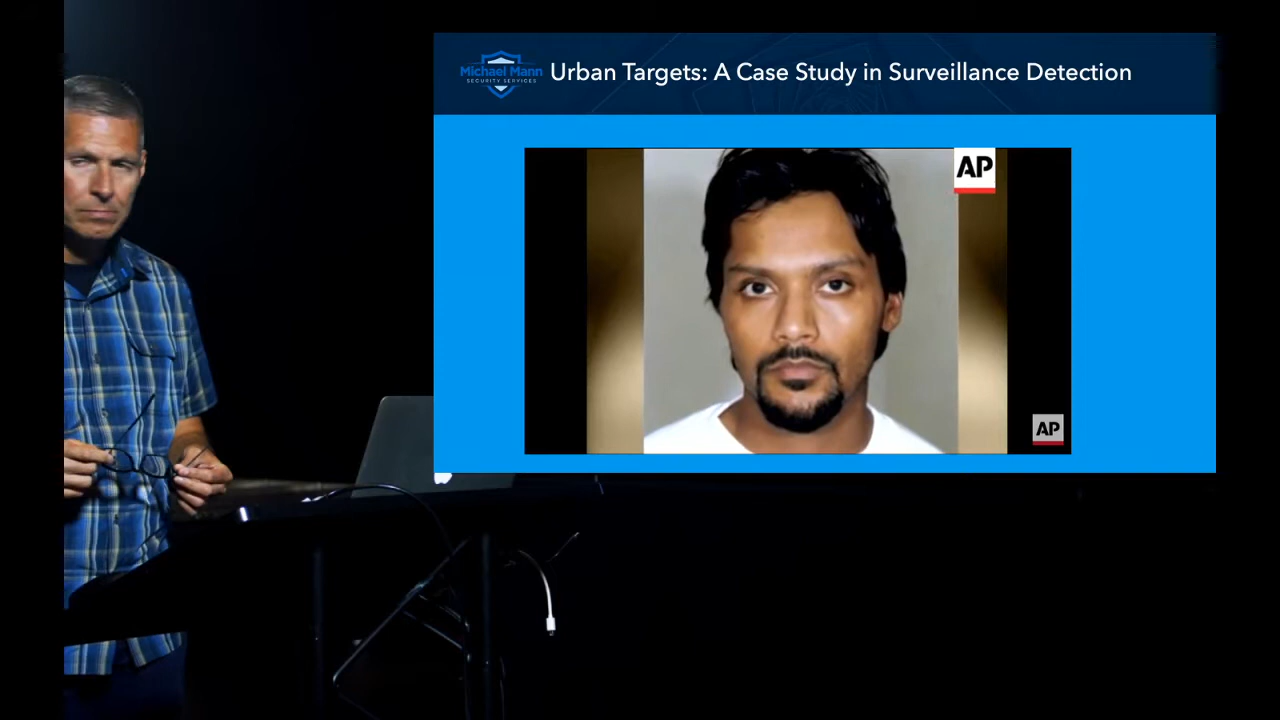 Michael Mann
SECURITY SERVICES
Urban Targets: A Case Study in Surveillance Detection
AP
AP